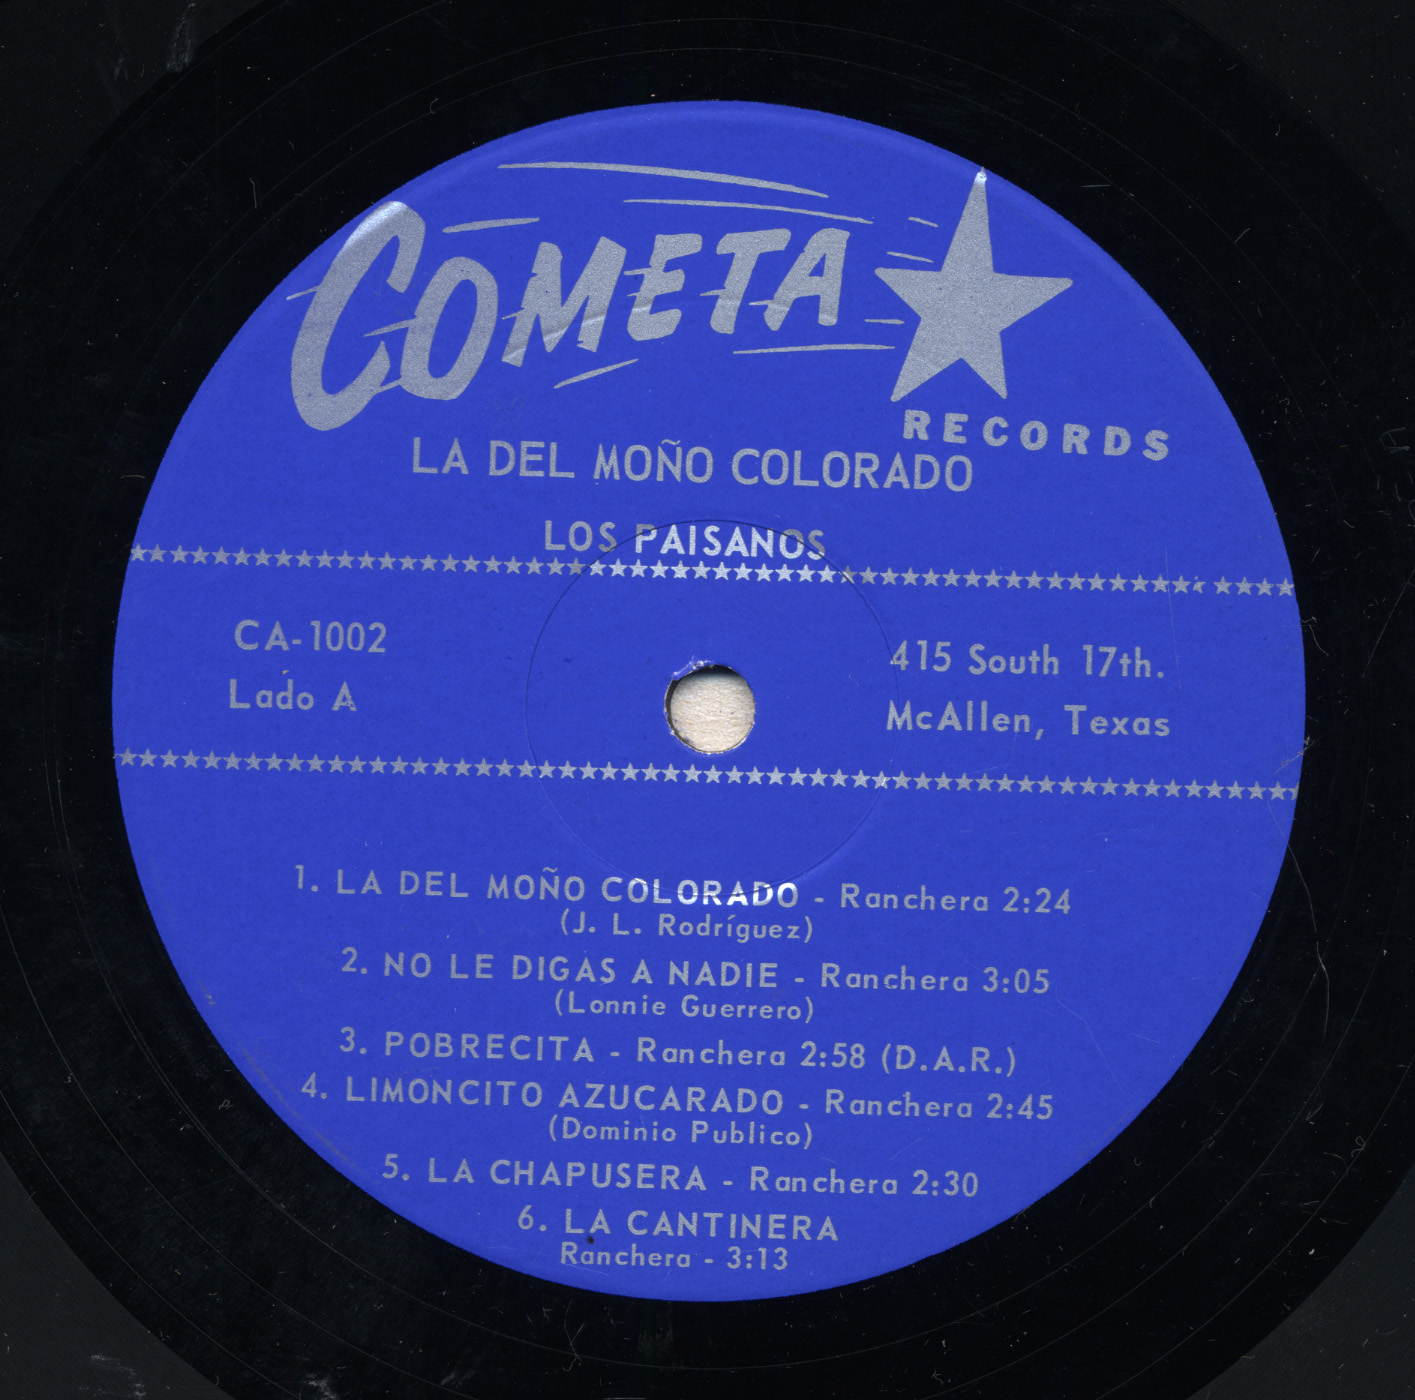 COMETA
RECORDS
LA DEL MOÑO COLORADO
LOS PAISANOS
CA-1002
Lado A
415 South 17th.
McAllen, Texas
1. LA DEL MOÑO COLORADO - Ranchera 2:24
(J. L. Rodríguez)
2. NO LE DIGAS A NADIE - Ranchera 3:05
(Lonnie Guerrero)
3. POBRECITA - Ranchera 2:58 (D.A.R.)
4. LIMONCITO AZUCARADO - Ranchera 2:45
(Dominio Publico)
5. LA CHAPUSERA - Ranchera 2:30
6. LA CANTINERA
Ranchera - 3:13